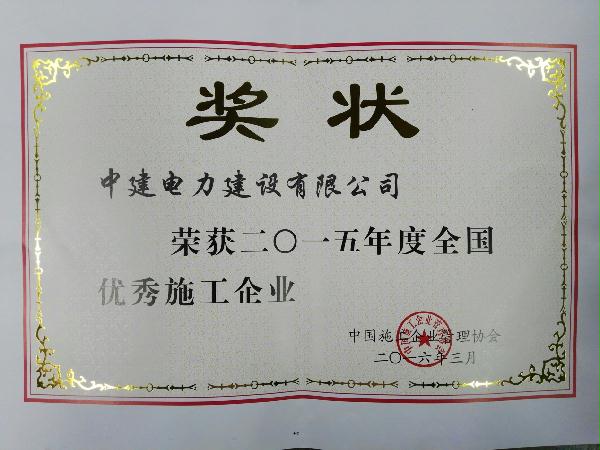 奖状
中建电力建设有限公司
荣获二〇一五年度全国
优秀施工企业
中国施工企业管理协会
二〇一六年三月